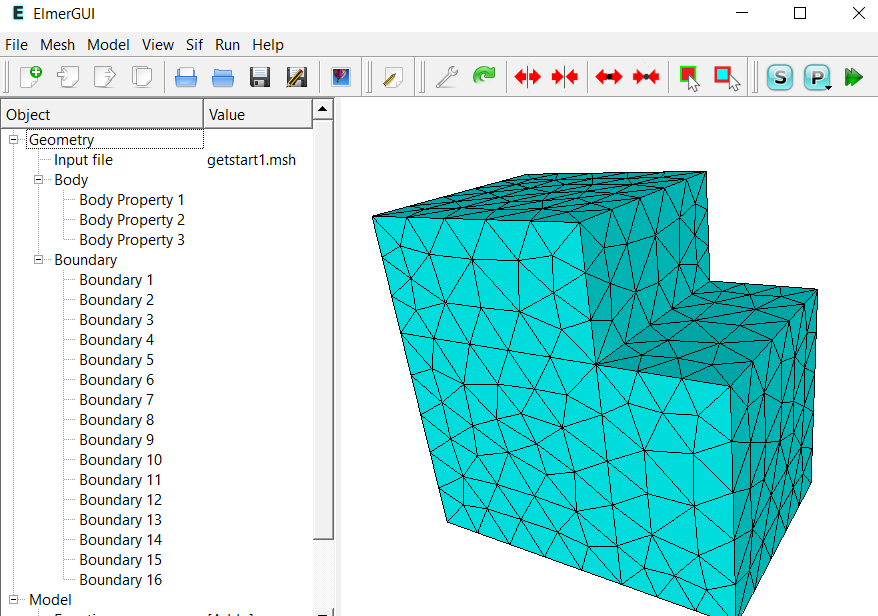 ElmerGUI
File Mesh Model View Sif Run Help
S P
Object Value
Geometry
Input file getstart1.msh
Body
Body Property 1
Body Property 2
Body Property 3
Boundary
Boundary 1
Boundary 2
Boundary 3
Boundary 4
Boundary 5
Boundary 6
Boundary 7
Boundary 8
Boundary 9
Boundary 10
Boundary 11
Boundary 12
Boundary 13
Boundary 14
Boundary 15
Boundary 16
Model